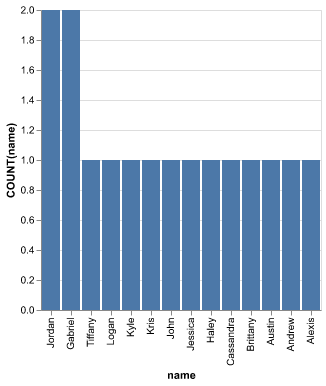 2.0
1.8
1.6
1.4
1.2
1.0
0.8
0.6
0.4
0.2
0.0
COUNT(name)
Jordan
Gabriel
Tiffany
Logan
Kyle
Kris
John
Jessica
Haley
Cassandra
Brittany
Austin
Andrew
Alexis
name